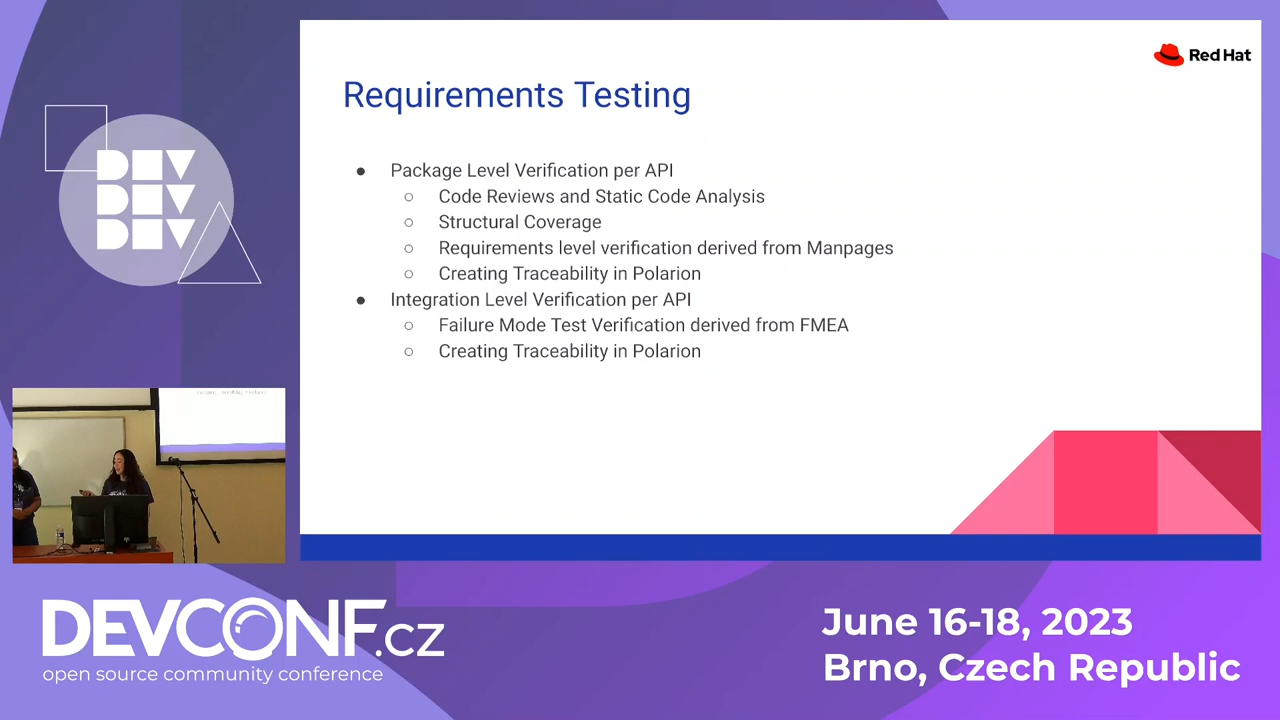 Red Hat
Requirements Testing
● Package Level Verification per API
○ Code Reviews and Static Code Analysis
○ Structural Coverage
○ Requirements level verification derived from Manpages
○ Creating Traceability in Polarion
● Integration Level Verification per API
○ Failure Mode Test Verification derived from FMEA
○ Creating Traceability in Polarion
DEV
DEV
DEV
DEVCONF.cz
open source community conference
June 16-18, 2023
Brno, Czech Republic